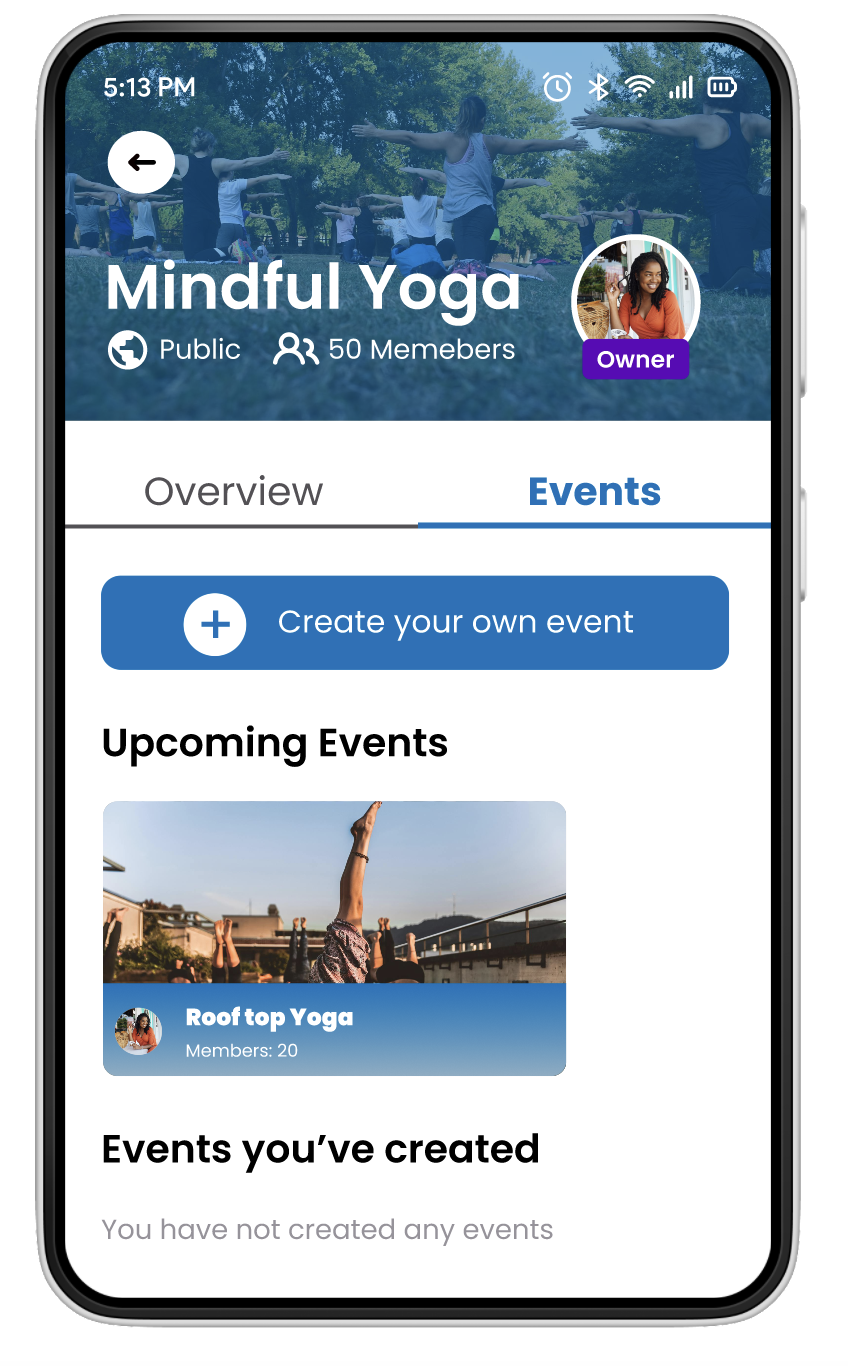 5:13 PM
Mindful Yoga
Public
50 Memebers
Owner
Overview
Events
Create your own event
Upcoming Events
Roof top Yoga
Members: 20
Events you’ve created
You have not created any events